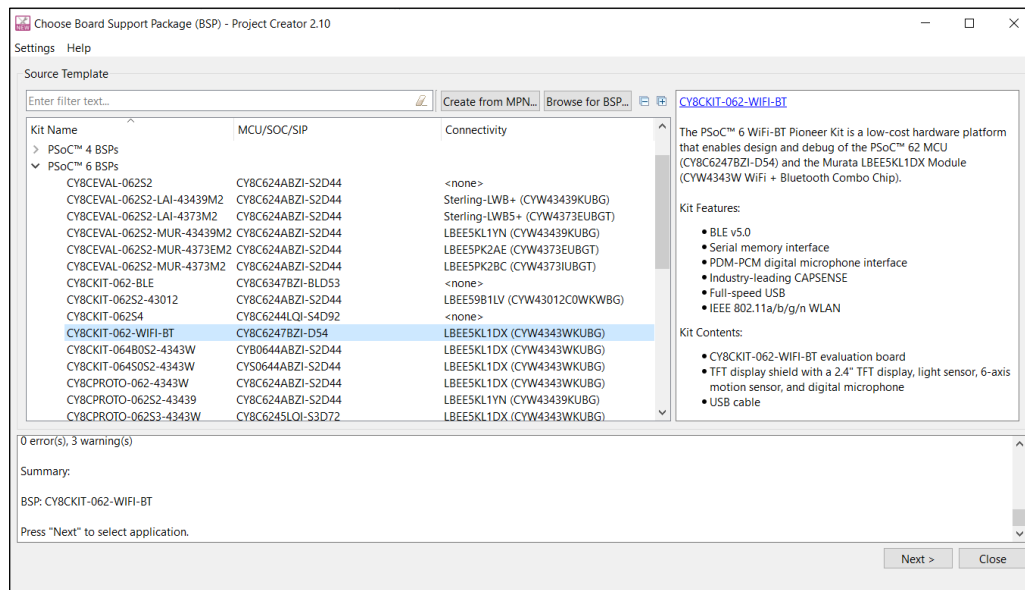 Choose Board Support Package (BSP) - Project Creator 2.10
Settings Help
Source Template
Enter filter text...
Create from MPN...
Browse for BSP...
Kit Name MCU/SOC/SIP Connectivity
PSoC™ 4 BSPs
PSoC™ 6 BSPs
CY8CEVAL-062S2 CY8C624ABZI-S2D44 <none>
CY8CEVAL-062S2-LAI-43439M2 CY8C624ABZI-S2D44 Sterling-LWB+ (CYW43439KUBG)
CY8CEVAL-062S2-LAI-4373M2 CY8C624ABZI-S2D44 Sterling-LWB5+ (CYW4373EUBGT)
CY8CEVAL-062S2-MUR-43439M2 CY8C624ABZI-S2D44 LBEE5KL1YN (CYW43439KUBG)
CY8CEVAL-062S2-MUR-4373EM2 CY8C624ABZI-S2D44 LBEE5PK2AE (CYW4373EUBGT)
CY8CEVAL-062S2-MUR-4373M2 CY8C624ABZI-S2D44 LBEE5PK2BC (CYW4373IUBGT)
CY8CKIT-062-BLE CY8C6347BZI-BLD53 <none>
CY8CKIT-062S2-43012 CY8C624ABZI-S2D44 LBEE59B1LV (CYW43012C0WKWBG)
CY8CKIT-062S4 CY8C6244LQI-S4D92 <none>
CY8CKIT-062-WIFI-BT CY8C6247BZI-D54 LBEE5KL1DX (CYW4343WKUBG)
CY8CKIT-064B0S2-4343W CYB0644ABZI-S2D44 LBEE5KL1DX (CYW4343WKUBG)
CY8CKIT-064S0S2-4343W CYS0644ABZI-S2D44 LBEE5KL1DX (CYW4343WKUBG)
CY8CPROTO-062-4343W CY8C624ABZI-S2D44 LBEE5KL1DX (CYW4343WKUBG)
CY8CPROTO-062S2-43439 CY8C624ABZI-S2D44 LBEE5KL1YN (CYW43439KUBG)
CY8CPROTO-062S3-4343W CY8C6245LQI-S3D72 LBEE5KL1DX (CYW4343WKUBG)
CY8CKIT-062-WIFI-BT
The PSoC™ 6 WiFi-BT Pioneer Kit is a low-cost hardware platform
that enables design and debug of the PSoC™ 62 MCU
(CY8C6247BZI-D54) and the Murata LBEE5KL1DX Module
(CYW4343W WiFi + Bluetooth Combo Chip).
Kit Features:
• BLE v5.0
• Serial memory interface
• PDM-PCM digital microphone interface
• Industry-leading CAPSENSE
• Full-speed USB
• IEEE 802.11a/b/g/n WLAN
Kit Contents:
• CY8CKIT-062-WIFI-BT evaluation board
• TFT display shield with a 2.4" TFT display, light sensor, 6-axis
motion sensor, and digital microphone
• USB cable
0 error(s), 3 warning(s)
Summary:
BSP: CY8CKIT-062-WIFI-BT
Press "Next" to select application.
Next >
Close